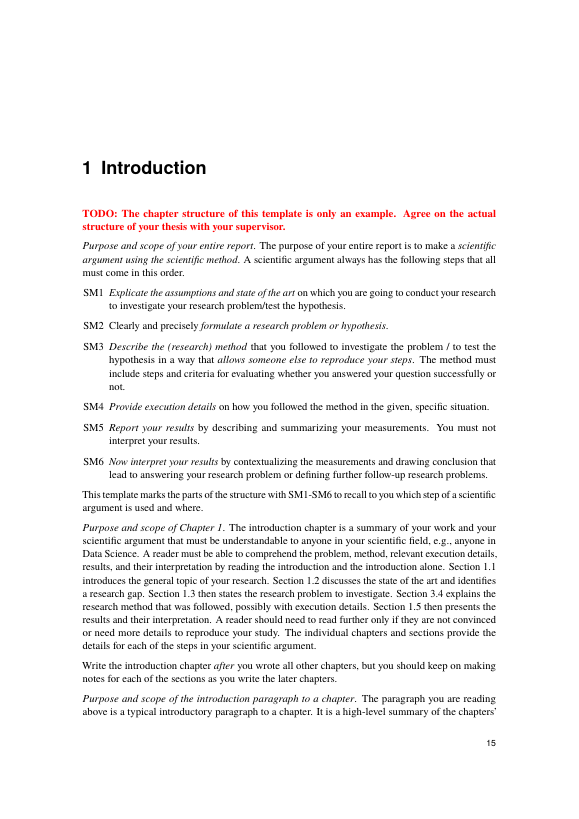 1 Introduction
TODO: The chapter structure of this template is only an example. Agree on the actual
structure of your thesis with your supervisor.
Purpose and scope of your entire report. The purpose of your entire report is to make a scientific
argument using the scientific method. A scientific argument always has the following steps that all
must come in this order.
SM1 Explicate the assumptions and state of the art on which you are going to conduct your research
to investigate your research problem/test the hypothesis.
SM2 Clearly and precisely formulate a research problem or hypothesis.
SM3 Describe the (research) method that you followed to investigate the problem / to test the
hypothesis in a way that allows someone else to reproduce your steps. The method must
include steps and criteria for evaluating whether you answered your question successfully or
not.
SM4 Provide execution details on how you followed the method in the given, specific situation.
SM5 Report your results by describing and summarizing your measurements. You must not
interpret your results.
SM6 Now interpret your results by contextualizing the measurements and drawing conclusion that
lead to answering your research problem or defining further follow-up research problems.
This template marks the parts of the structure with SM1-SM6 to recall to you which step of a scientific
argument is used and where.
Purpose and scope of Chapter 1. The introduction chapter is a summary of your work and your
scientific argument that must be understandable to anyone in your scientific field, e.g., anyone in
Data Science. A reader must be able to comprehend the problem, method, relevant execution details,
results, and their interpretation by reading the introduction and the introduction alone. Section 1.1
introduces the general topic of your research. Section 1.2 discusses the state of the art and identifies
a research gap. Section 1.3 then states the research problem to investigate. Section 3.4 explains the
research method that was followed, possibly with execution details. Section 1.5 then presents the
results and their interpretation. A reader should need to read further only if they are not convinced
or need more details to reproduce your study. The individual chapters and sections provide the
details for each of the steps in your scientific argument.
Write the introduction chapter after you wrote all other chapters, but you should keep on making
notes for each of the sections as you write the later chapters.
Purpose and scope of the introduction paragraph to a chapter. The paragraph you are reading
above is a typical introductory paragraph to a chapter. It is a high-level summary of the chapters'
15